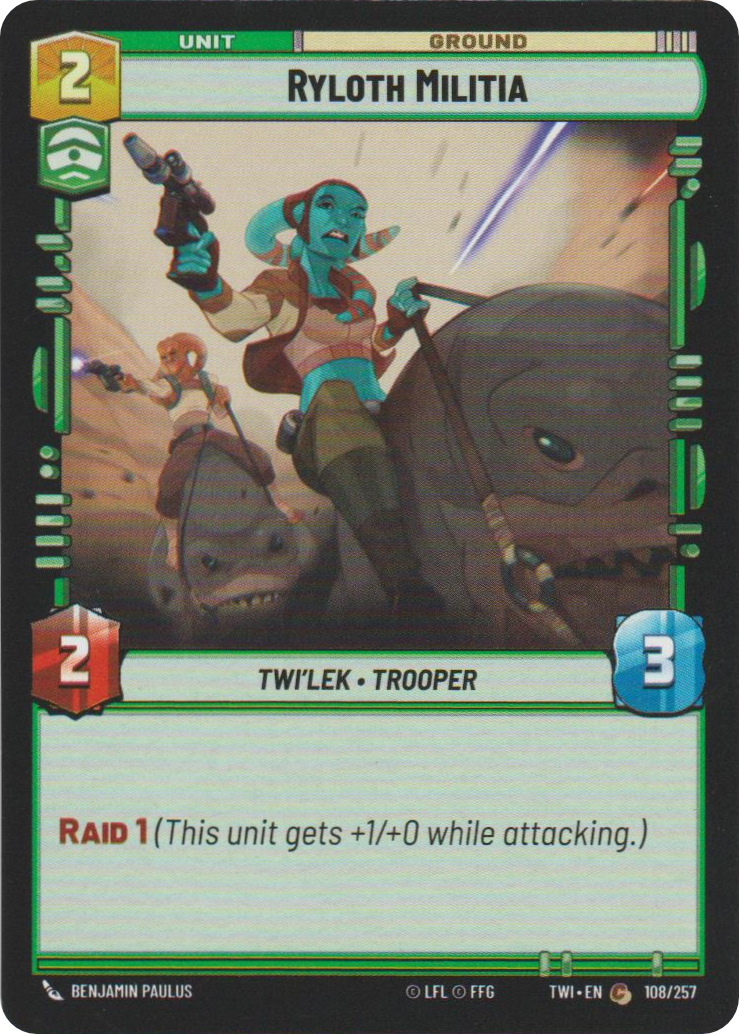 UNIT GROUND
2 RYLOTH MILITIA
2 TWI'LEK • TROOPER 3
RAID 1 (This unit gets +1/+0 while attacking.)
BENJAMIN PAULUS © LFL © FFG TWI • EN C 108/257